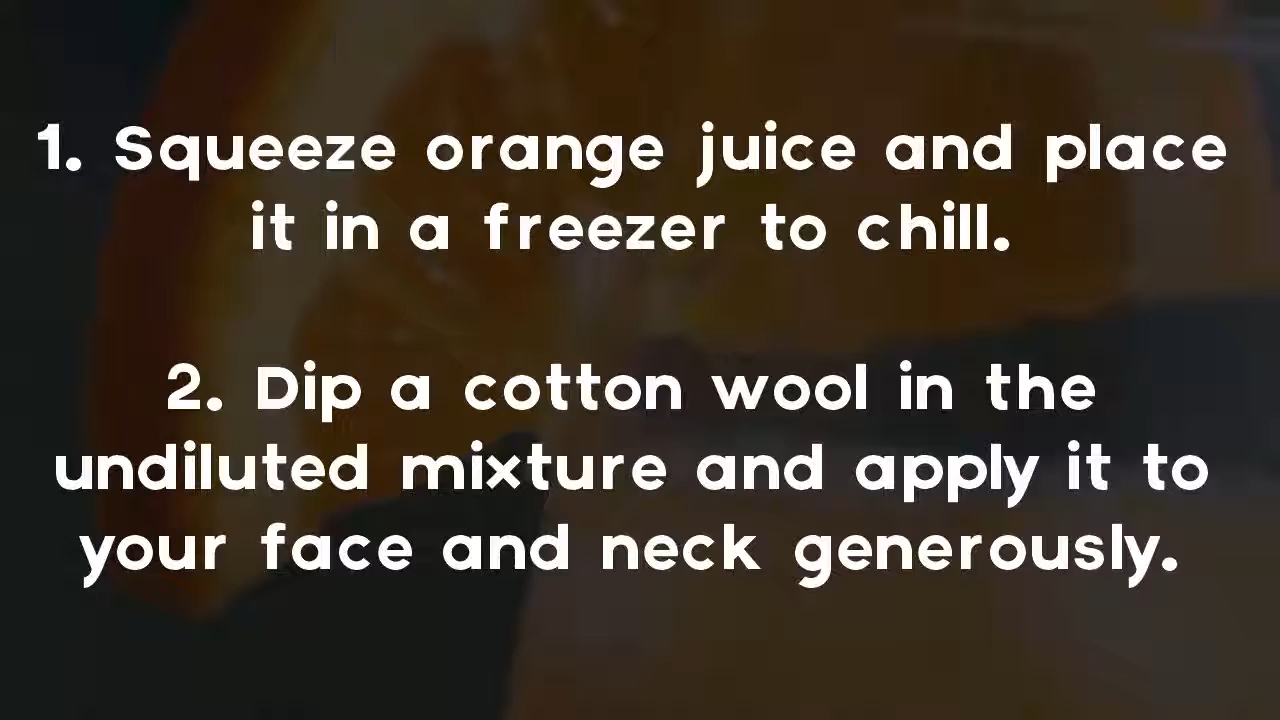 1. Squeeze orange juice and place
it in a freezer to chill.
2. Dip a cotton wool in the
undiluted mixture and apply it to
your face and neck generously.